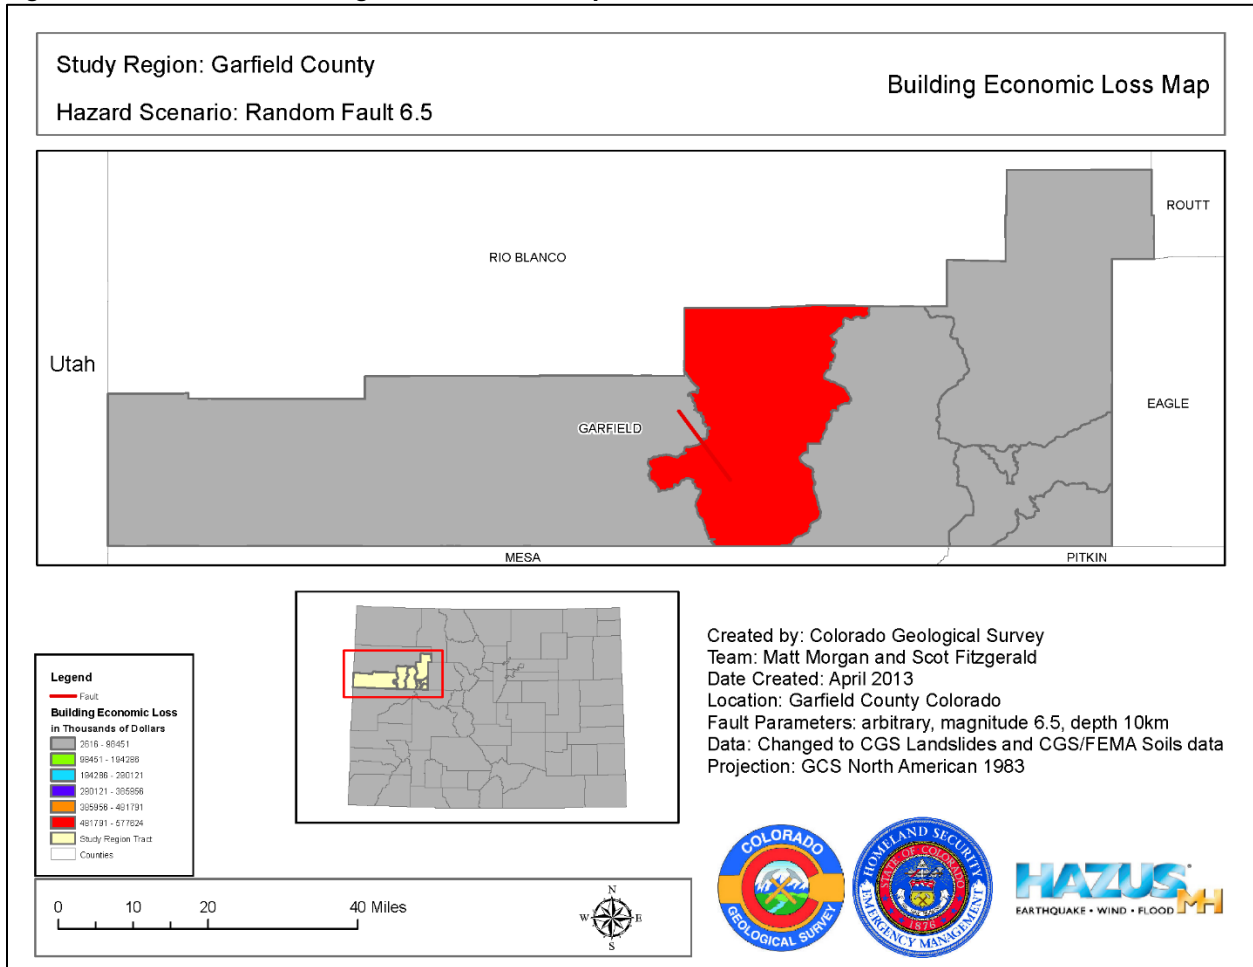 Study Region: Garfield County
Hazard Scenario: Random Fault 6.5
Building Economic Loss Map
ROUTT
RIO BLANCO
Utah
EAGLE
GARFIELD
MESA
PITKIN
Legend
Fault
Building Economic Loss
in Thousands of Dollars
2616 - 98451
98451 - 194286
194286 - 290121
290121 - 385956
385956 - 481791
481791 - 577624
Study Region Tract
Counties
Created by: Colorado Geological Survey
Team: Matt Morgan and Scot Fitzgerald
Date Created: April 2013
Location: Garfield County Colorado
Fault Parameters: arbitrary, magnitude 6.5, depth 10km
Data: Changed to CGS Landslides and CGS/FEMA Soils data
Projection: GCS North American 1983
0 10 20 40 Miles
N
W E
S
COLORADO
GEOLOGICAL SURVEY
HOMELAND SECURITY
STATE OF COLORADO
1876
EMERGENCY MANAGEMENT
HAZUS
MH
EARTHQUAKE • WIND • FLOOD